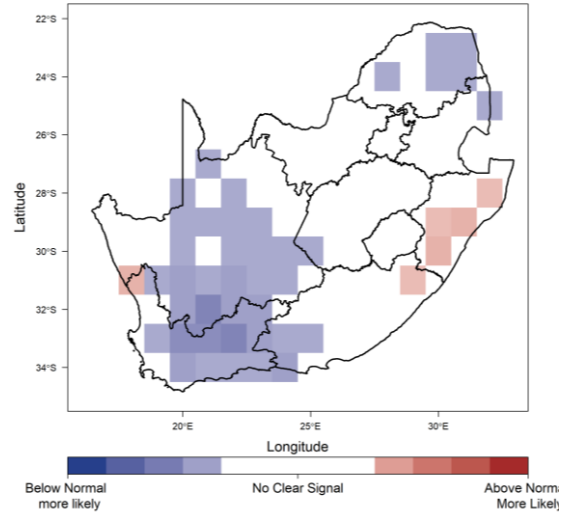 22°S
24°S
26°S
28°S
30°S
32°S
34°S
Latitude
20°E 25°E 30°E
Longitude
Below Normal No Clear Signal Above Norma
more likely More Likely